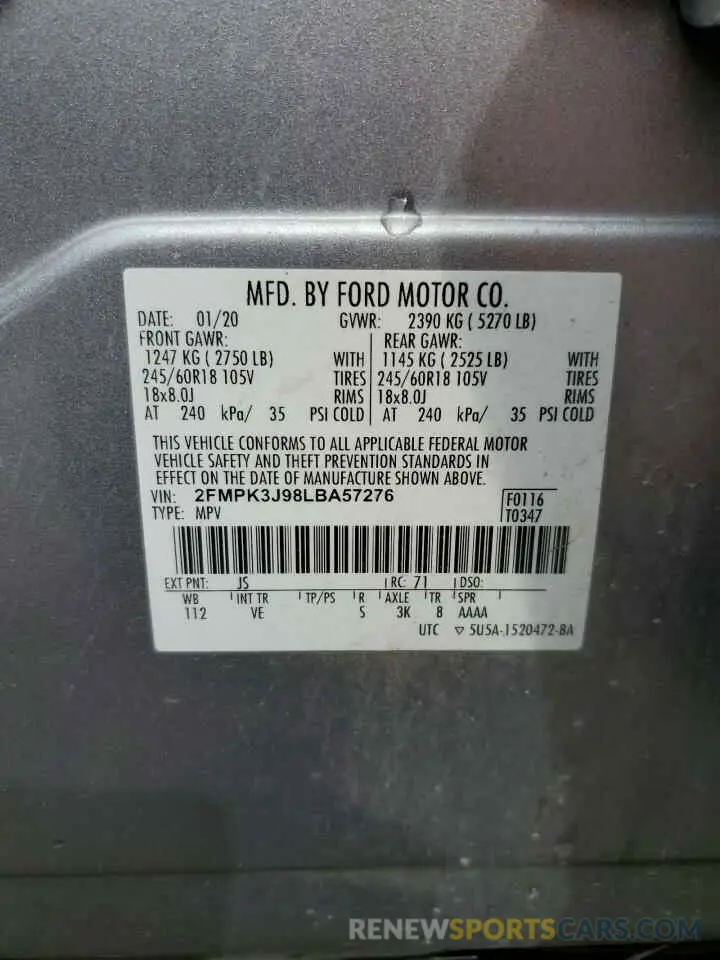 MFD. BY FORD MOTOR CO.
DATE: 01/20 GVWR: 2390 KG ( 5270 LB)
FRONT GAWR: REAR GAWR:
1247 KG ( 2750 LB) WITH 1145 KG ( 2525 LB) WITH
245/60R18 105V TIRES 245/60R18 105V TIRES
18x8.0J RIMS 18x8.0J RIMS
AT 240 kPa/ 35 PSI COLD AT 240 kPa/ 35 PSI COLD
THIS VEHICLE CONFORMS TO ALL APPLICABLE FEDERAL MOTOR
VEHICLE SAFETY AND THEFT PREVENTION STANDARDS IN
EFFECT ON THE DATE OF MANUFACTURE SHOWN ABOVE.
VIN: 2FMPK3J98LBA57276 F0116
TYPE: MPV T0347
EXT PNT: JS RC: 71 DSO:
WB INT TR TP/PS R AXLE TR SPR
112 VE S 3K 8 AAAA
UTC ▽ 5U5A-1520472-BA
RENEWSPORTSCARS.COM